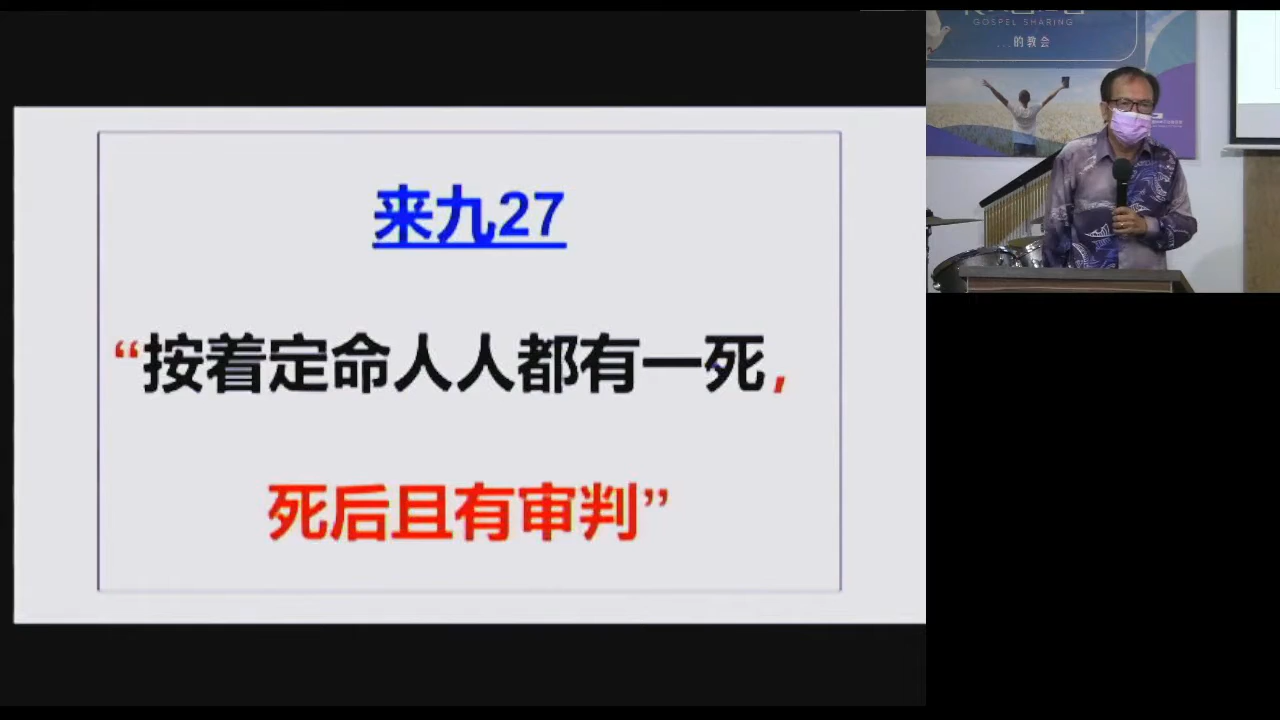 来九27
“按着定命人人都有一死，
死后且有审判”
GOSPEL SHARING
...的教会